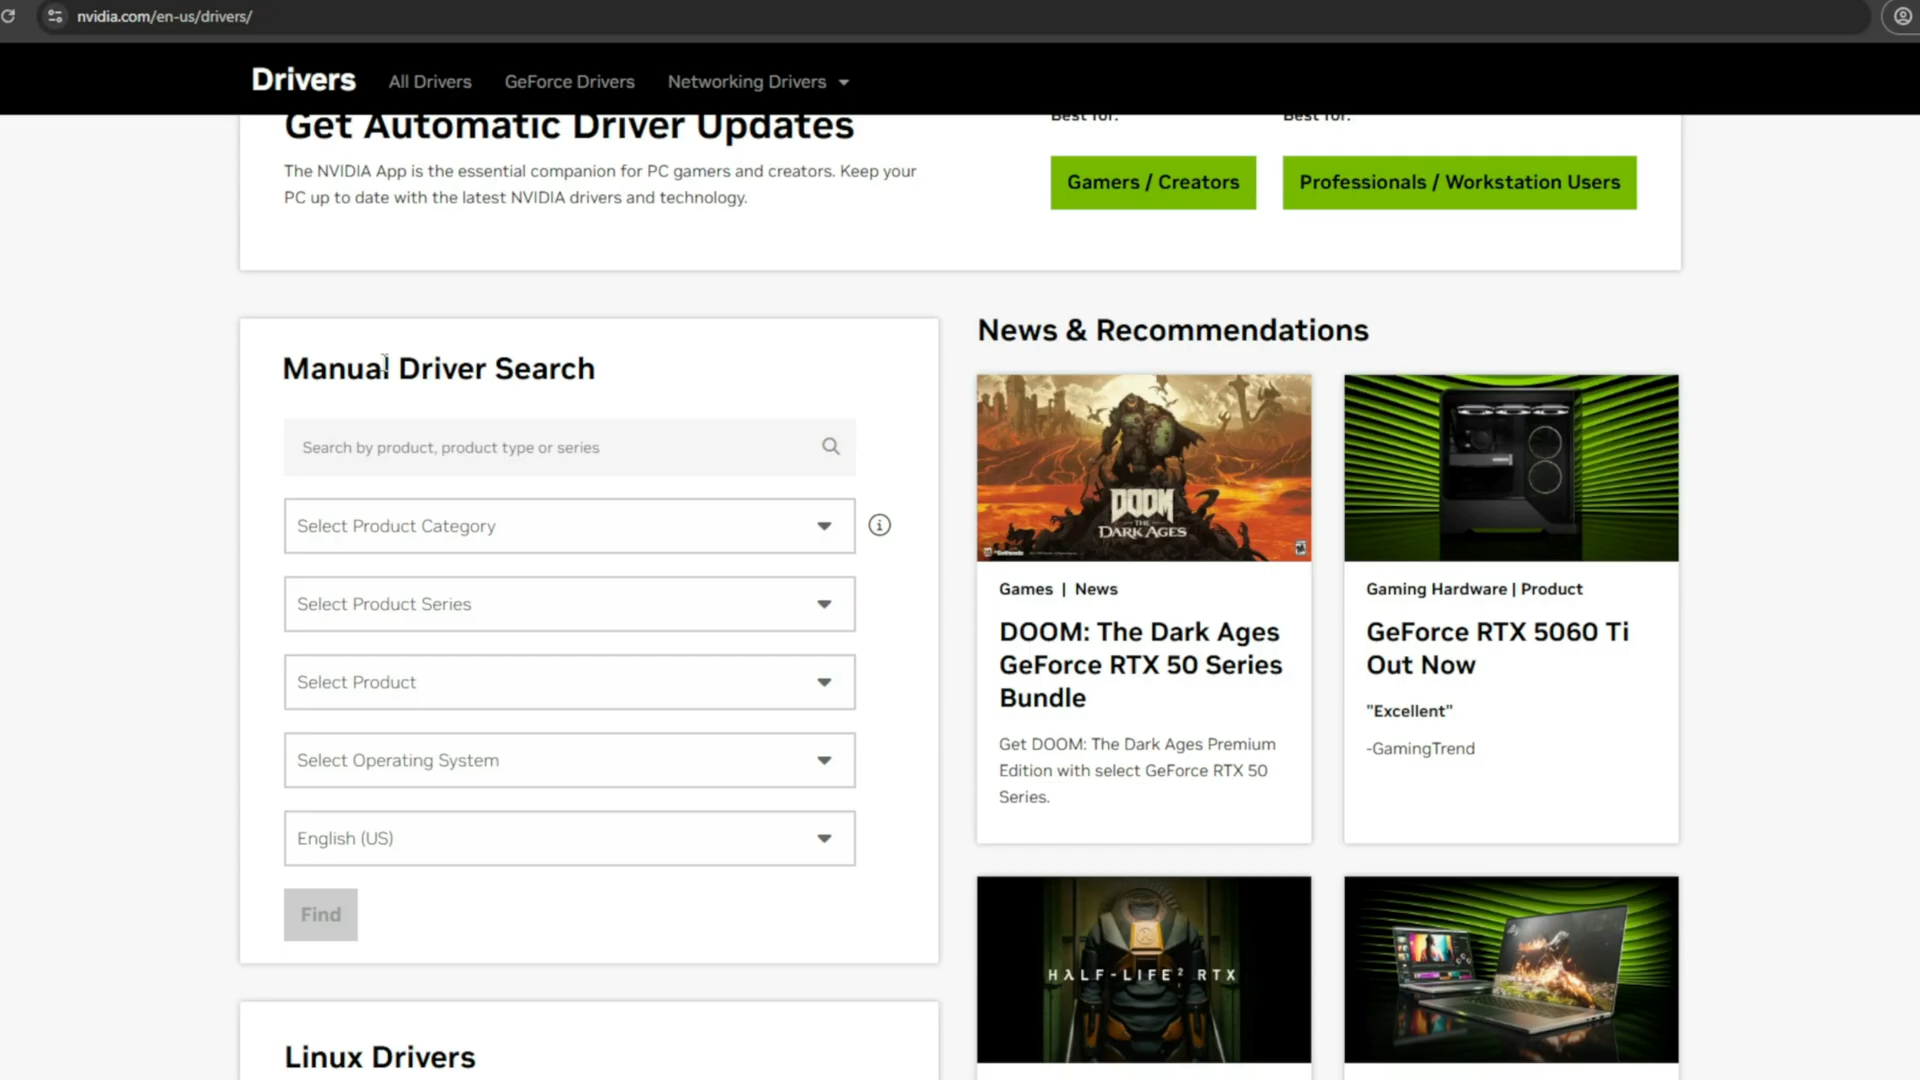 nvidia.com/en-us/drivers/
Drivers
All Drivers
GeForce Drivers
Networking Drivers
Get Automatic Driver Updates
The NVIDIA App is the essential companion for PC gamers and creators. Keep your
PC up to date with the latest NVIDIA drivers and technology.
Best for:
Gamers / Creators
Best for:
Professionals / Workstation Users
Manual Driver Search
Search by product, product type or series
Select Product Category
Select Product Series
Select Product
Select Operating System
English (US)
Find
Linux Drivers
News & Recommendations
DOOM
THE
DARK AGES
Bethesda
Games | News
DOOM: The Dark Ages
GeForce RTX 50 Series
Bundle
Get DOOM: The Dark Ages Premium
Edition with select GeForce RTX 50
Series.
Gaming Hardware | Product
GeForce RTX 5060 Ti
Out Now
"Excellent"
-GamingTrend
HλLF-LIFE² RTX